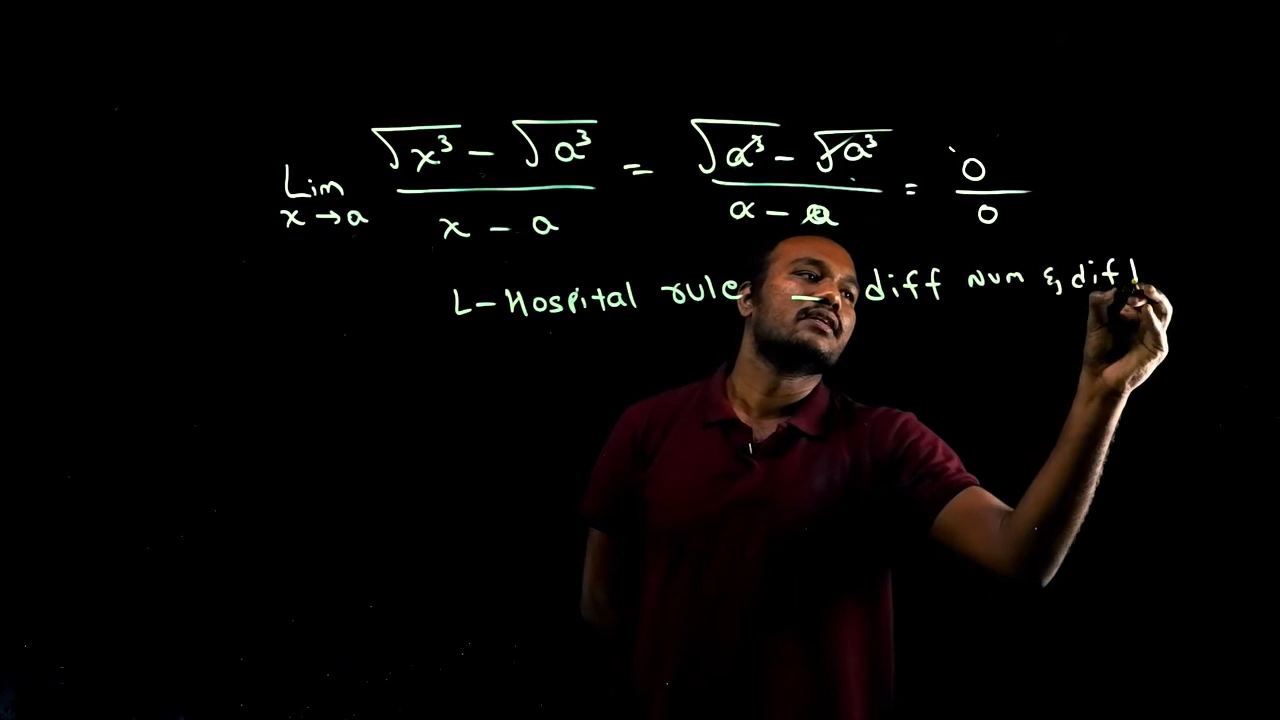 Lim x→a √x³ - √a³ / x - a = √a³ - √a³ / a - a = 0 / 0
L-Hospital rule — diff Num & dif